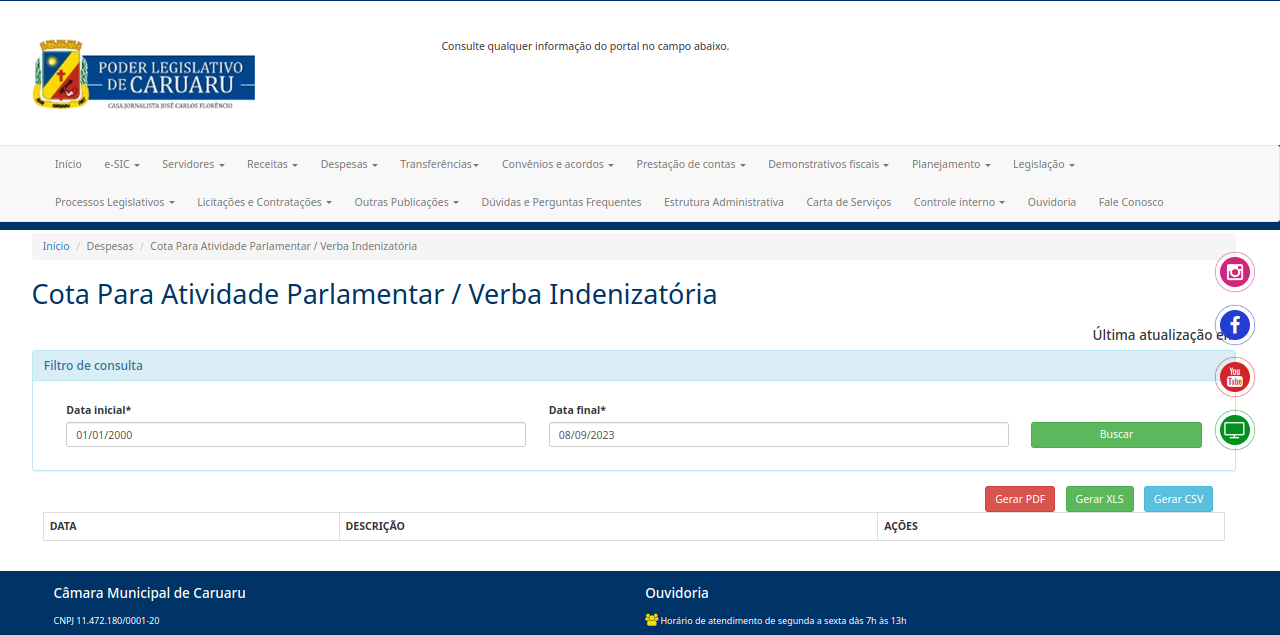 Consulte qualquer informação do portal no campo abaixo.
PODER LEGISLATIVO
DE CARUARU
CASA JORNALISTA JOSÉ CARLOS FLORÊNCIO
Início e-SIC Servidores Receitas Despesas Transferências Convênios e acordos Prestação de contas Demonstrativos fiscais Planejamento Legislação
Processos Legislativos Licitações e Contratações Outras Publicações Dúvidas e Perguntas Frequentes Estrutura Administrativa Carta de Serviços Controle interno Ouvidoria Fale Conosco
Início / Despesas / Cota Para Atividade Parlamentar / Verba Indenizatória
Cota Para Atividade Parlamentar / Verba Indenizatória
Última atualização e
Filtro de consulta
Data inicial* Data final*
01/01/2000 08/09/2023 Buscar
You
Tube
Gerar PDF Gerar XLS Gerar CSV
DATA DESCRIÇÃO AÇÕES
Câmara Municipal de Caruaru Ouvidoria
CNPJ 11.472.180/0001-20 Horário de atendimento de segunda a sexta dàs 7h às 13h